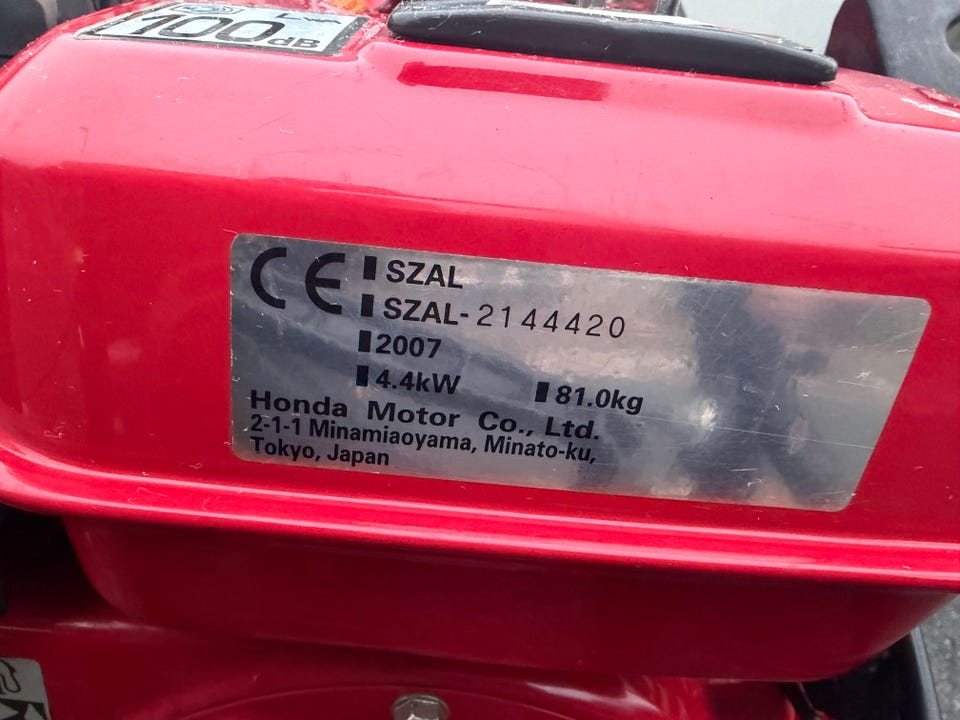 100dB
CE SZAL
SZAL-2144420
2007
4.4kW 81.0kg
Honda Motor Co., Ltd.
2-1-1 Minamiaoyama, Minato-ku,
Tokyo, Japan